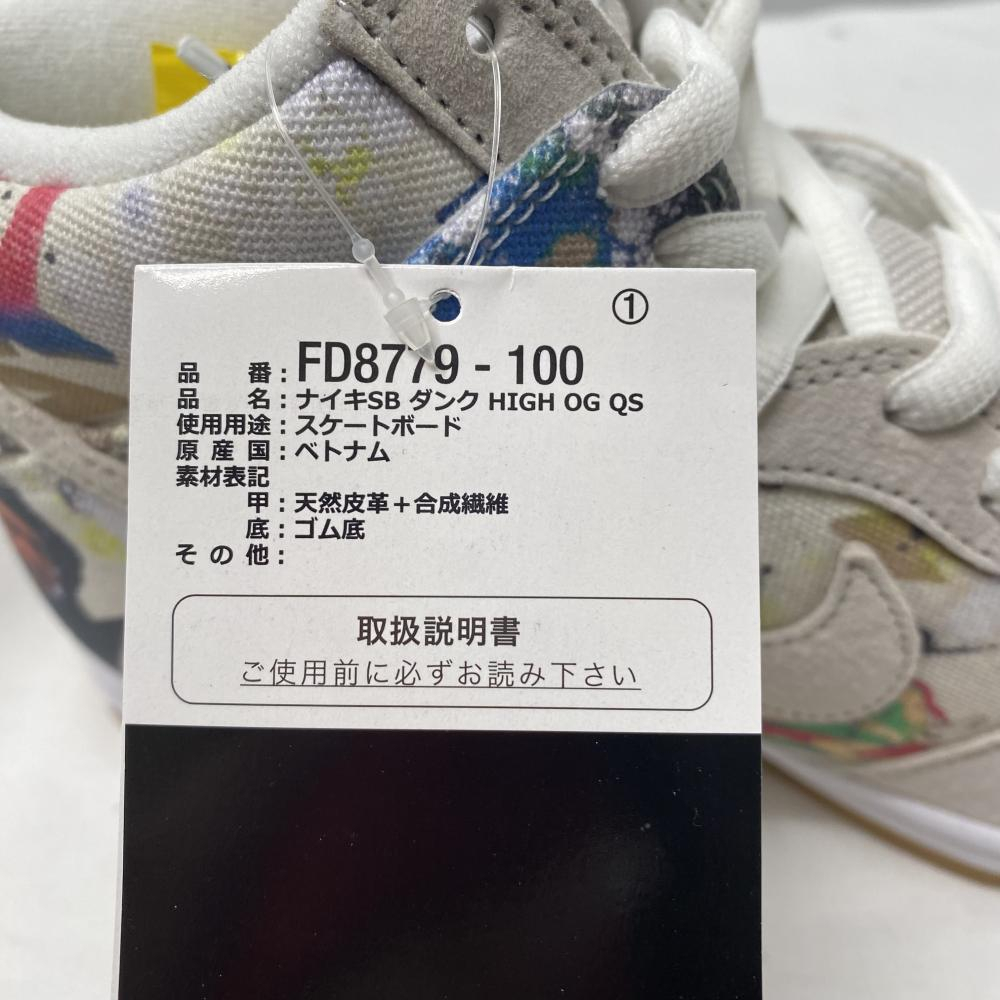 ①
品 番：FD8779 - 100
品 名：ナイキSB ダンク HIGH OG QS
使用用途：スケートボード
原 産 国：ベトナム
素材表記
甲：天然皮革＋合成繊維
底：ゴム底
そ の 他：
取扱説明書
ご使用前に必ずお読み下さい